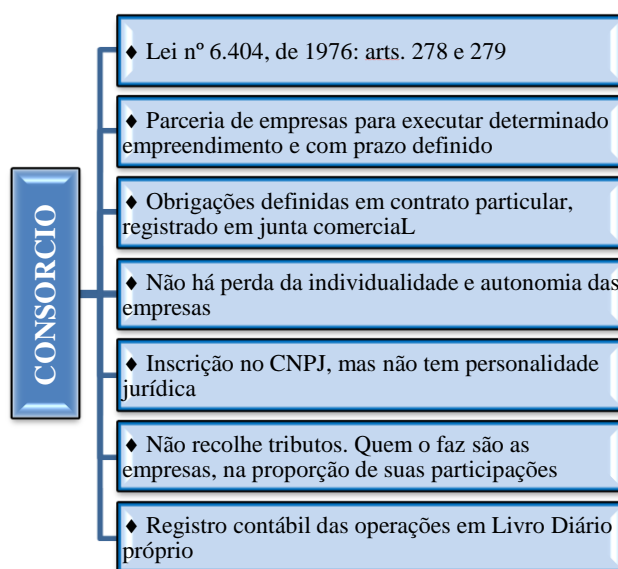 CONSORCIO
♦ Lei nº 6.404, de 1976: arts. 278 e 279
♦ Parceria de empresas para executar determinado
empreendimento e com prazo definido
♦ Obrigações definidas em contrato particular,
registrado em junta comerciaL
♦ Não há perda da individualidade e autonomia das
empresas
♦ Inscrição no CNPJ, mas não tem personalidade
jurídica
♦ Não recolhe tributos. Quem o faz são as
empresas, na proporção de suas participações
♦ Registro contábil das operações em Livro Diário
próprio